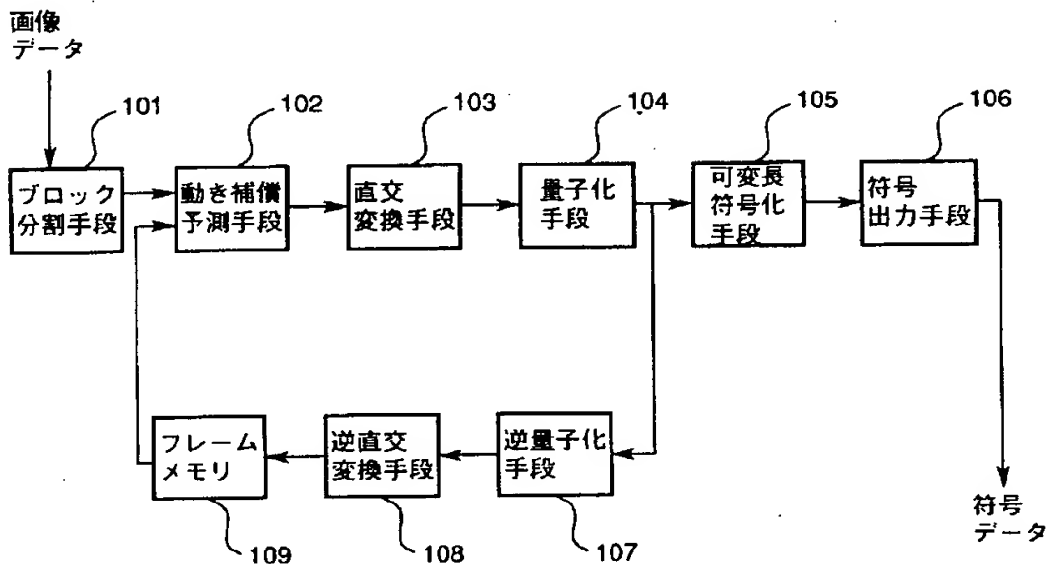 画像
データ
101
102
103
104
105
106
ブロック
分割手段
動き補償
予測手段
直交
変換手段
量子化
手段
可変長
符号化
手段
符号
出力手段
フレーム
メモリ
逆直交
変換手段
逆量子化
手段
109
108
107
符号
データ